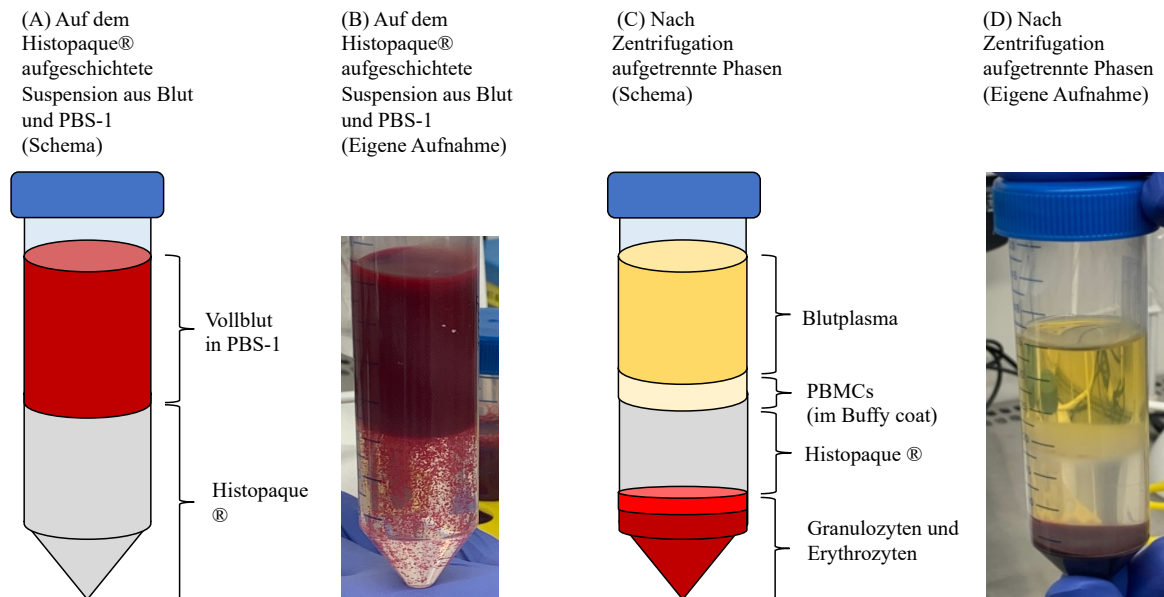 (A) Auf dem
Histopaque®
aufgeschichtete
Suspension aus Blut
und PBS-1
(Schema)
(B) Auf dem
Histopaque®
aufgeschichtete
Suspension aus Blut
und PBS-1
(Eigene Aufnahme)
(C) Nach
Zentrifugation
aufgetrennte Phasen
(Schema)
(D) Nach
Zentrifugation
aufgetrennte Phasen
(Eigene Aufnahme)
Vollblut
in PBS-1
Histopaque
®
Blutplasma
PBMCs
(im Buffy coat)
Histopaque ®
Granulozyten und
Erythrozyten